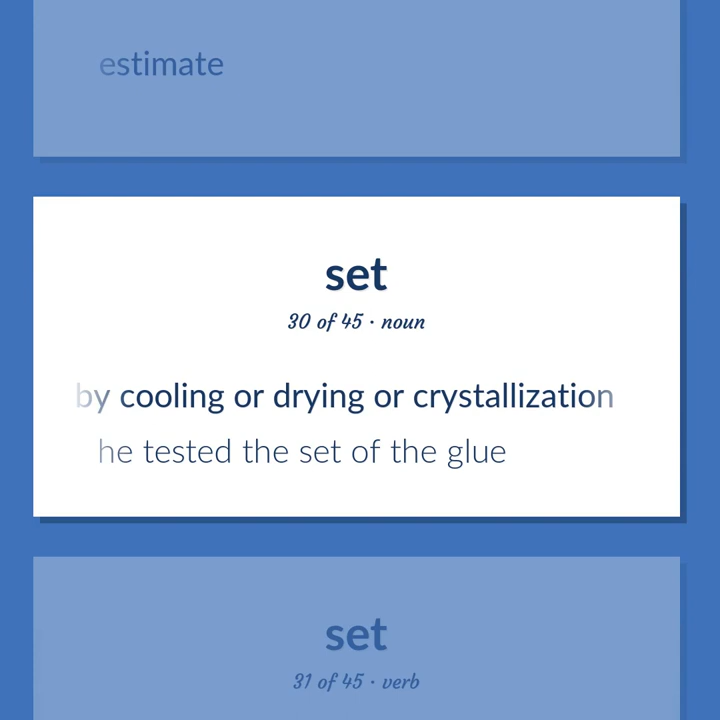 estimate
set
30 of 45 · noun
by cooling or drying or crystallization
he tested the set of the glue
set
31 of 45 · verb